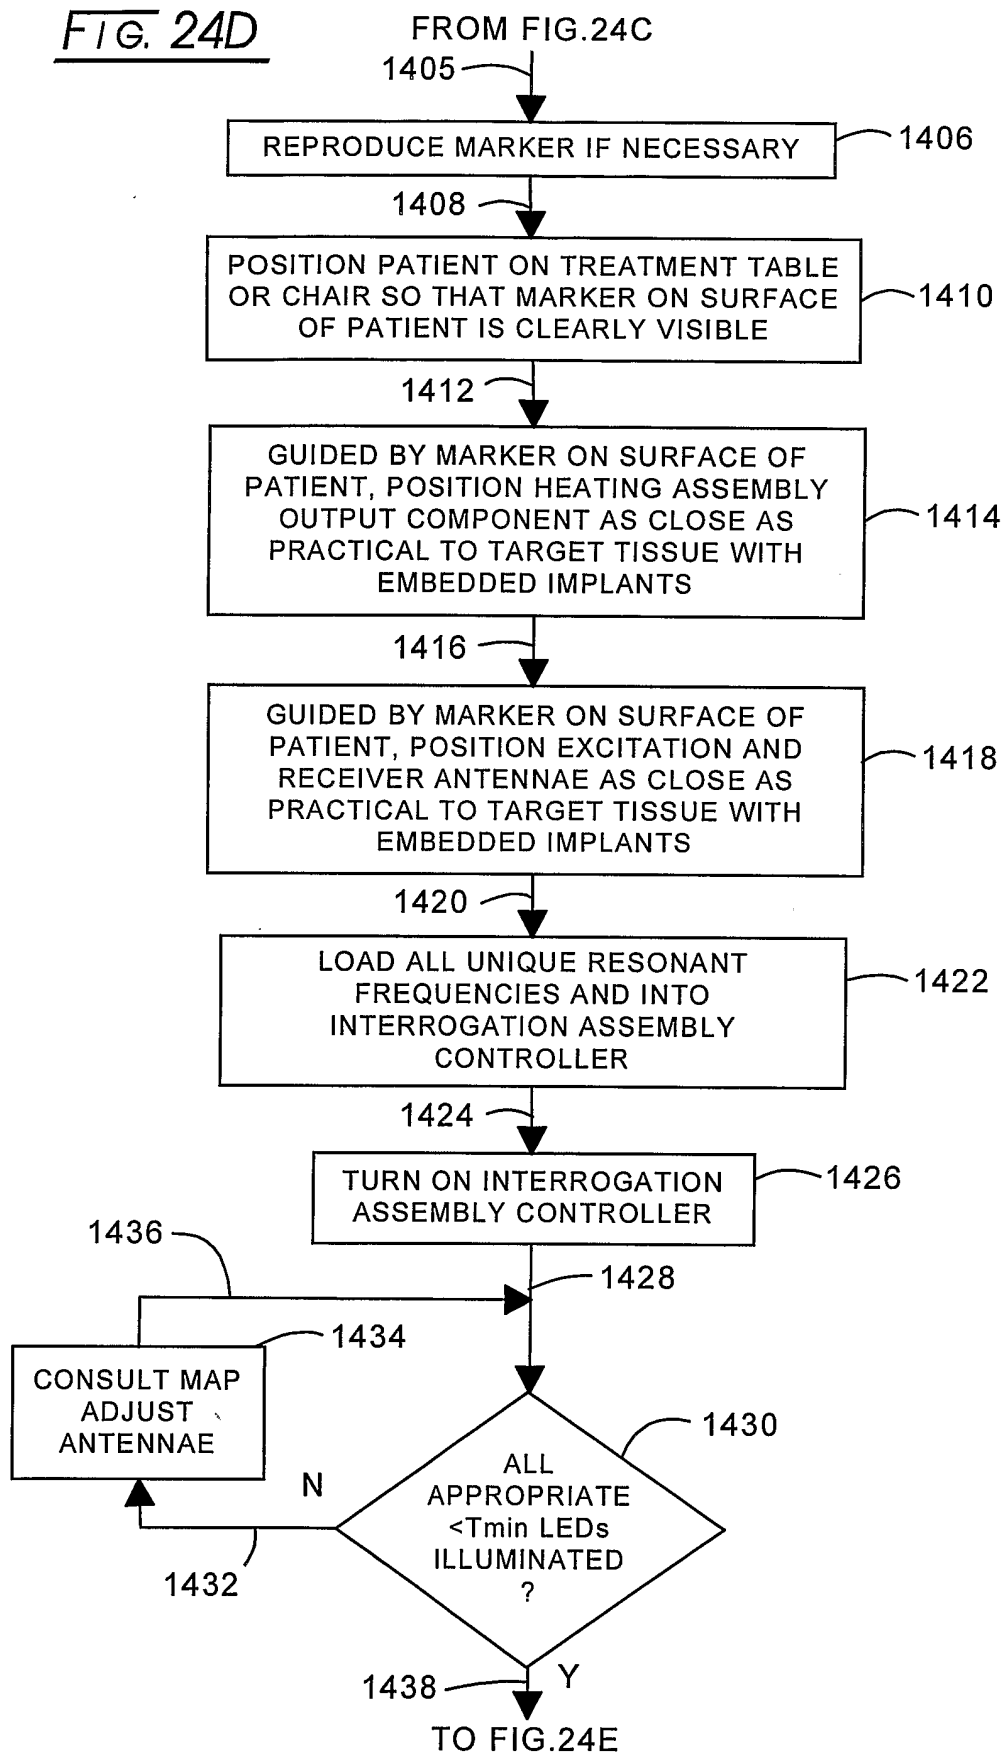 FIG. 24D
FROM FIG.24C
1405
REPRODUCE MARKER IF NECESSARY
1406
1408
POSITION PATIENT ON TREATMENT TABLE
OR CHAIR SO THAT MARKER ON SURFACE
OF PATIENT IS CLEARLY VISIBLE
1410
1412
GUIDED BY MARKER ON SURFACE OF
PATIENT, POSITION HEATING ASSEMBLY
OUTPUT COMPONENT AS CLOSE AS
PRACTICAL TO TARGET TISSUE WITH
EMBEDDED IMPLANTS
1414
1416
GUIDED BY MARKER ON SURFACE OF
PATIENT, POSITION EXCITATION AND
RECEIVER ANTENNAE AS CLOSE AS
PRACTICAL TO TARGET TISSUE WITH
EMBEDDED IMPLANTS
1418
1420
LOAD ALL UNIQUE RESONANT
FREQUENCIES AND INTO
INTERROGATION ASSEMBLY
CONTROLLER
1422
1424
TURN ON INTERROGATION
ASSEMBLY CONTROLLER
1426
1436
1428
1434
CONSULT MAP
ADJUST
ANTENNAE
1430
ALL
APPROPRIATE
<Tmin LEDs
ILLUMINATED
?
N
1432
1438
Y
TO FIG.24E